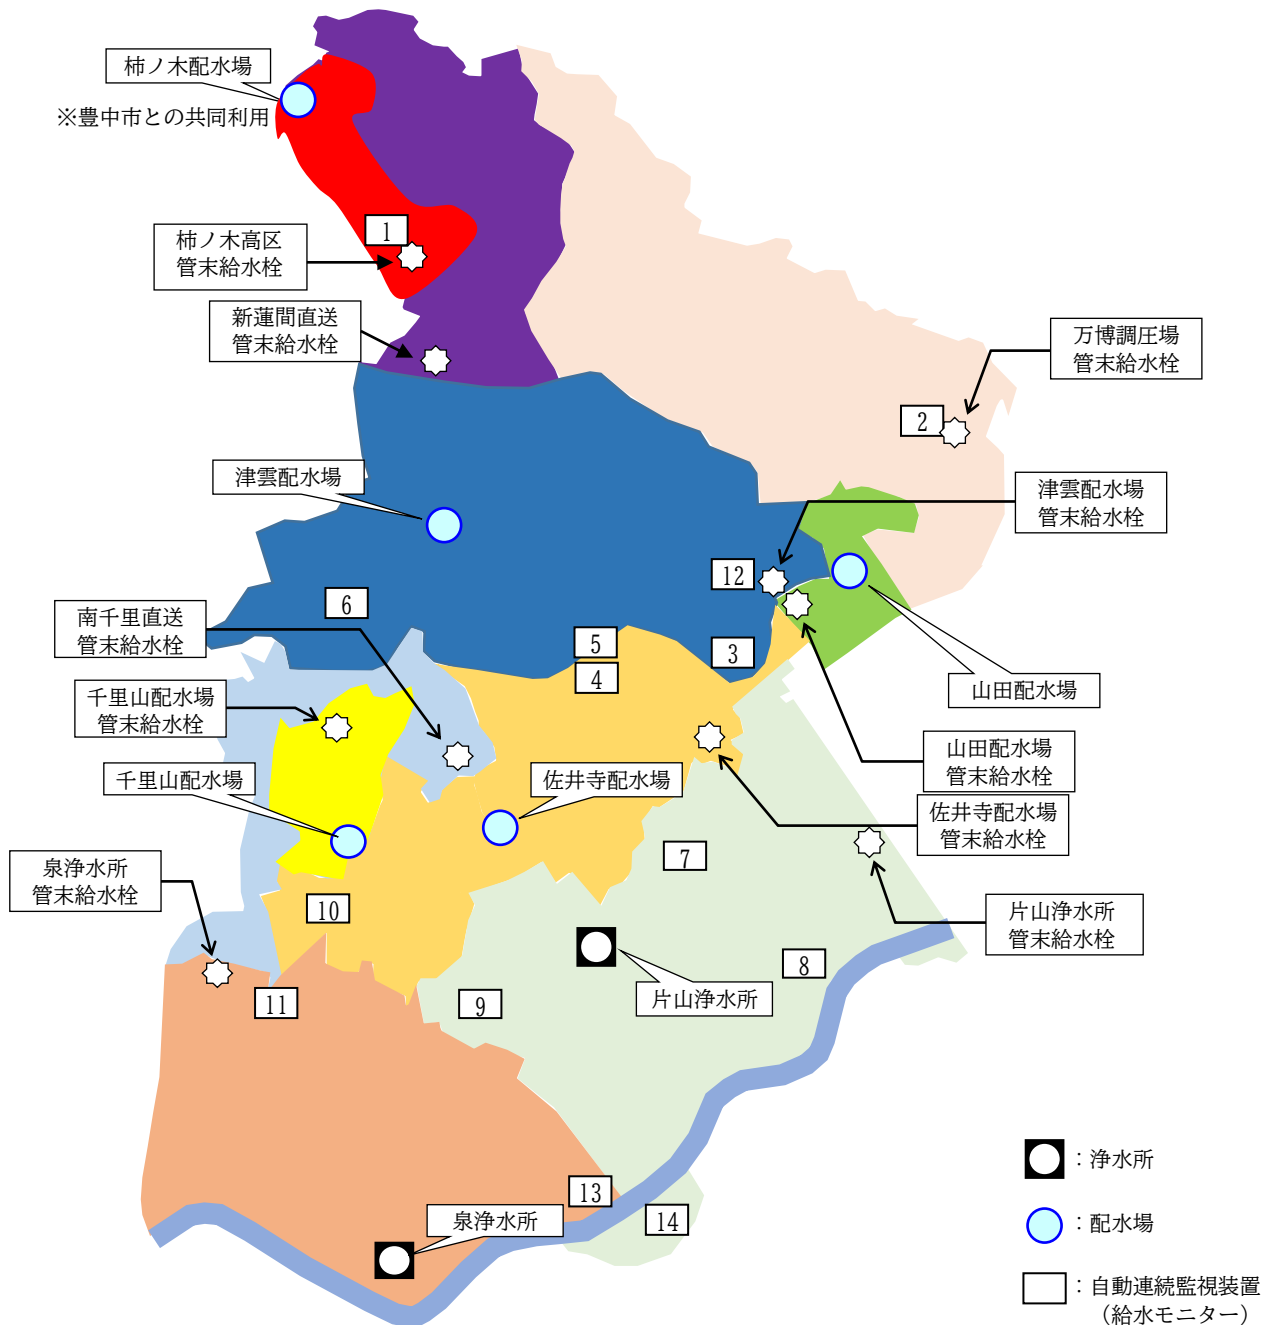 柿ノ木配水場
※豊中市との共同利用
1
柿ノ木高区
管末給水栓
新蓮間直送
管末給水栓
万博調圧場
管末給水栓
2
津雲配水場
津雲配水場
管末給水栓
12
6
南千里直送
管末給水栓
5
3
4
山田配水場
千里山配水場
管末給水栓
山田配水場
管末給水栓
千里山配水場
佐井寺配水場
佐井寺配水場
管末給水栓
7
泉浄水所
管末給水栓
10
片山浄水所
管末給水栓
8
11
9
片山浄水所
：浄水所
13
14
泉浄水所
：配水場
：自動連続監視装置
（給水モニター）